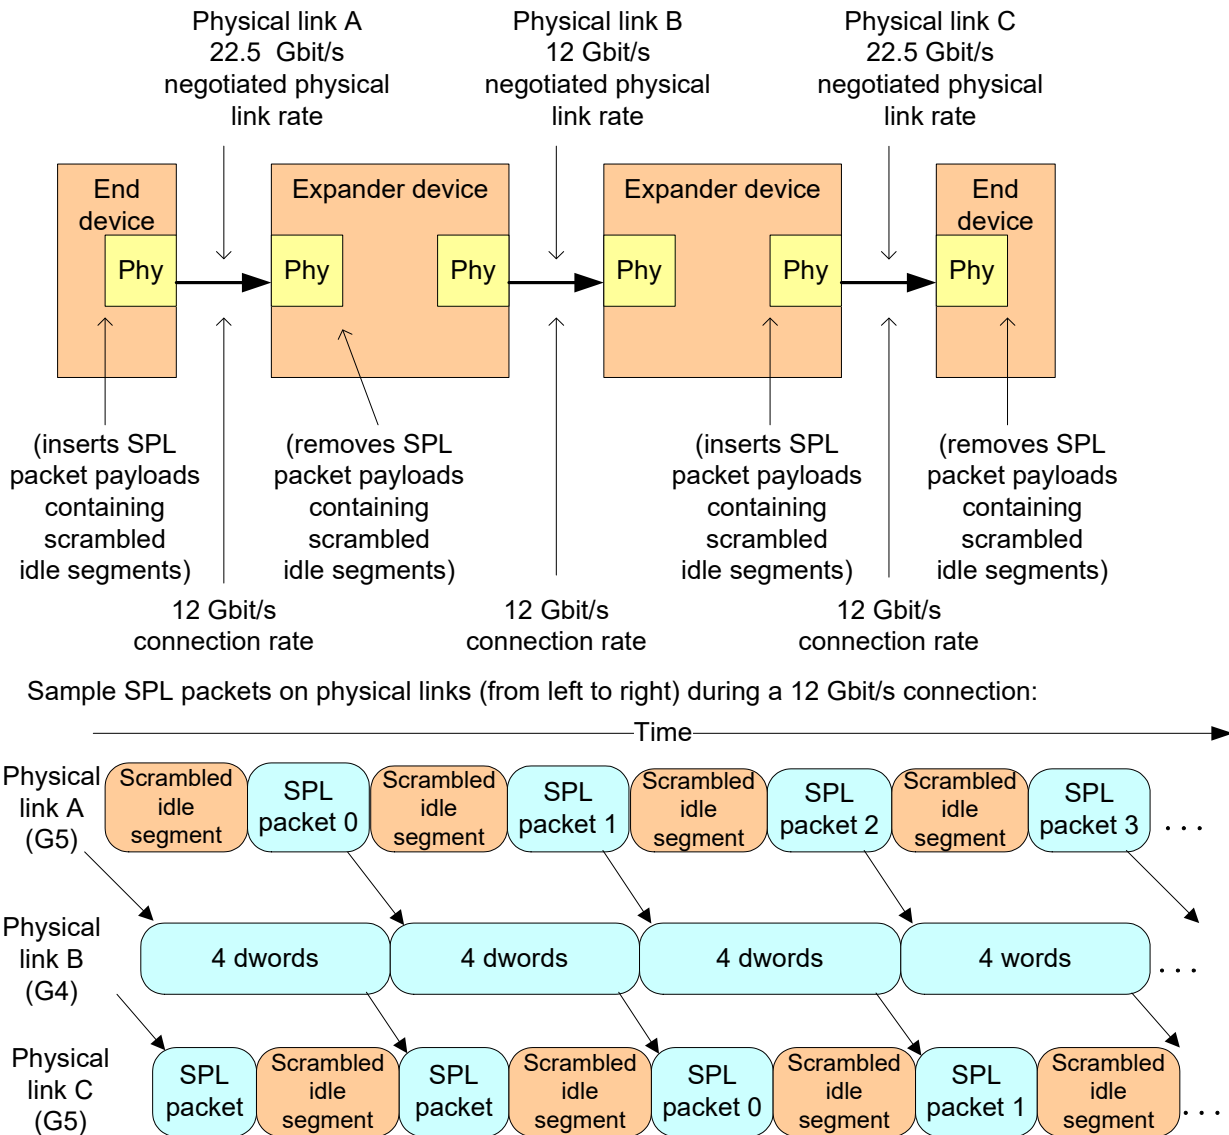 Physical link A
22.5 Gbit/s
negotiated physical
link rate
Physical link B
12 Gbit/s
negotiated physical
link rate
Physical link C
22.5 Gbit/s
negotiated physical
link rate
End
device
Phy
Expander device
Phy
Phy
Expander device
Phy
Phy
End
device
Phy
(inserts SPL
packet payloads
containing
scrambled
idle segments)
(removes SPL
packet payloads
containing
scrambled
idle segments)
(inserts SPL
packet payloads
containing
scrambled
idle segments)
(removes SPL
packet payloads
containing
scrambled
idle segments)
12 Gbit/s
connection rate
12 Gbit/s
connection rate
12 Gbit/s
connection rate
Sample SPL packets on physical links (from left to right) during a 12 Gbit/s connection:
Time
Physical
link A
(G5)
Scrambled
idle
segment
SPL
packet 0
Scrambled
idle
segment
SPL
packet 1
Scrambled
idle
segment
SPL
packet 2
Scrambled
idle
segment
SPL
packet 3
. . .
Physical
link B
(G4)
4 dwords
4 dwords
4 dwords
4 words
. . .
Physical
link C
(G5)
SPL
packet
Scrambled
idle
segment
SPL
packet
Scrambled
idle
segment
SPL
packet 0
Scrambled
idle
segment
SPL
packet 1
Scrambled
idle
segment
. . .